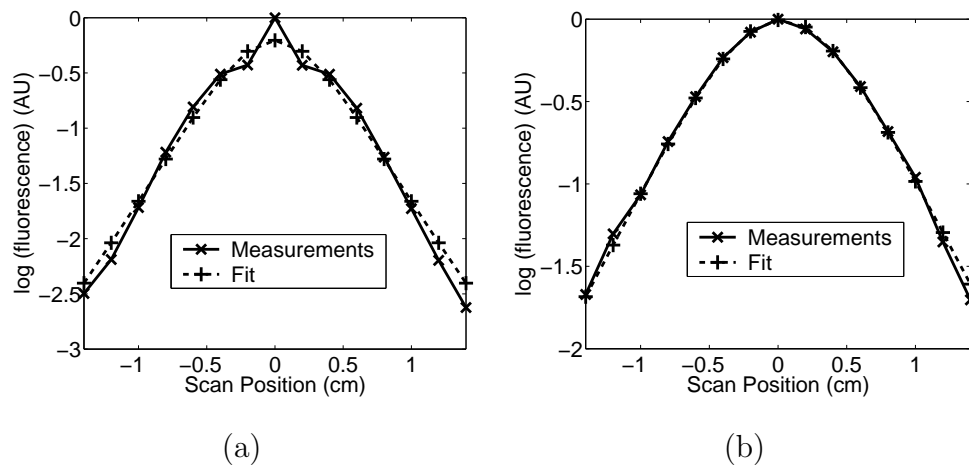 0
−0.5
−1
−1.5
−2
−2.5
−3
log (fluorescence) (AU)
Measurements
Fit
−1
−0.5
0
0.5
1
Scan Position (cm)
(a)
0
−0.5
−1
−1.5
−2
log (fluorescence) (AU)
Measurements
Fit
−1
−0.5
0
0.5
1
Scan Position (cm)
(b)